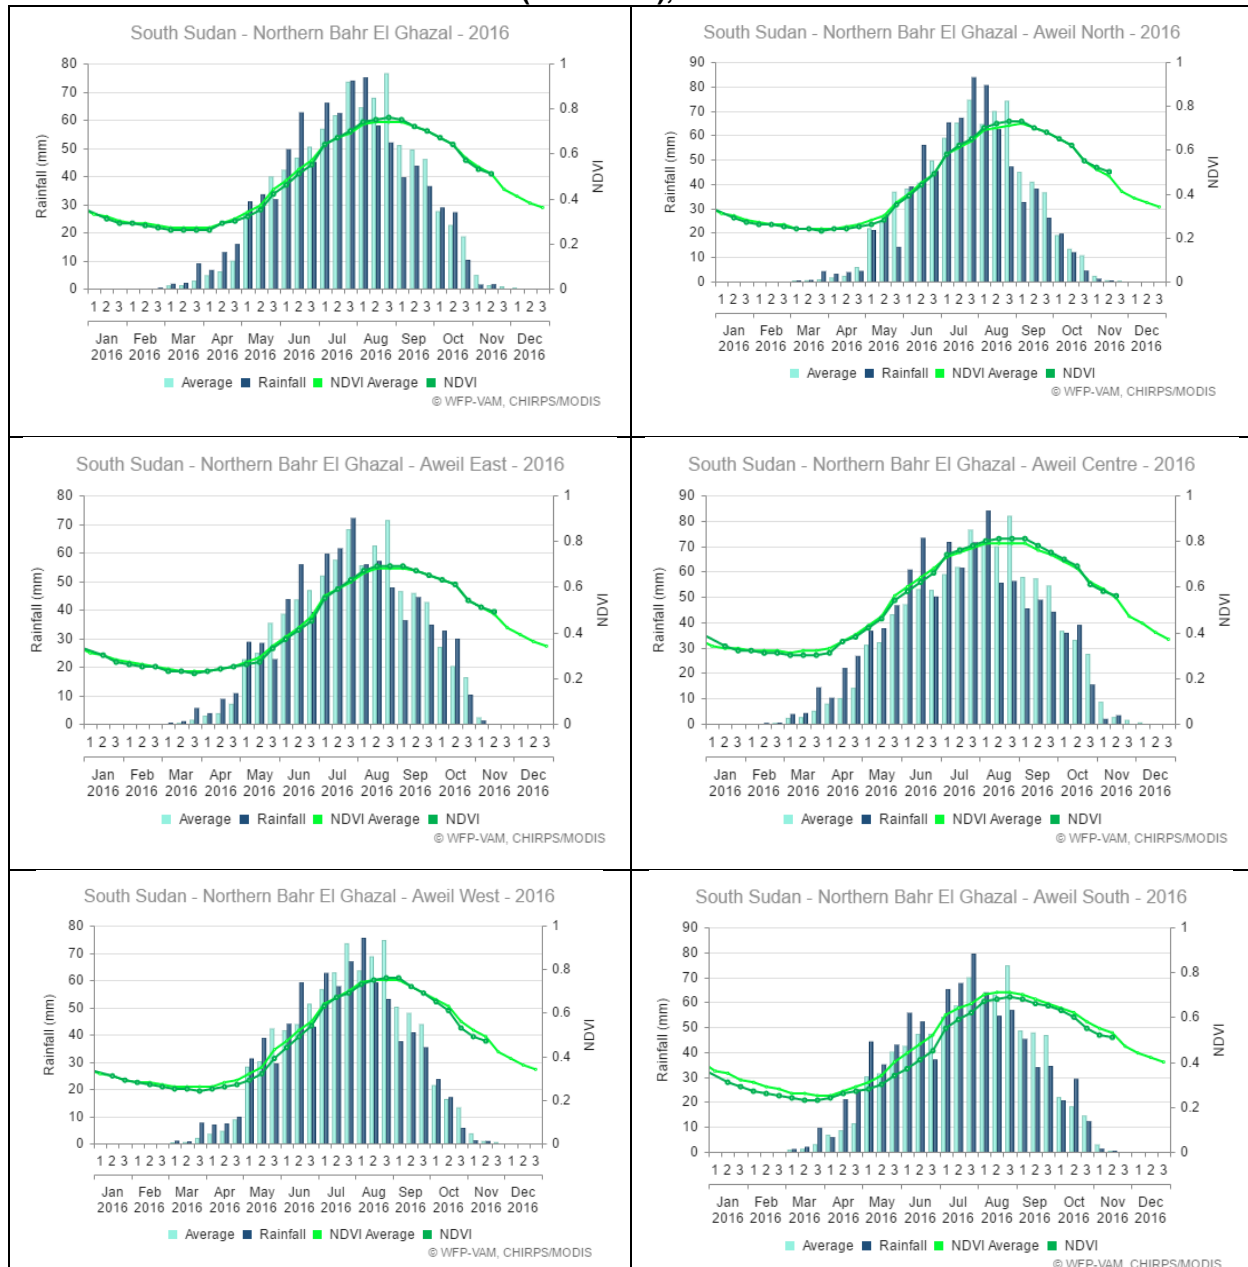 South Sudan - Northern Bahr El Ghazal - 2016
80 1
70
60 0.8
50 0.6
40
30 0.4
20 0.2
10
0 0
Rainfall (mm)
NDVI
1 2 3 1 2 3 1 2 3 1 2 3 1 2 3 1 2 3 1 2 3 1 2 3 1 2 3 1 2 3 1 2 3 1 2 3
Jan Feb Mar Apr May Jun Jul Aug Sep Oct Nov Dec
2016 2016 2016 2016 2016 2016 2016 2016 2016 2016 2016 2016
Average Rainfall NDVI Average NDVI
© WFP-VAM, CHIRPS/MODIS
South Sudan - Northern Bahr El Ghazal - Aweil North - 2016
90 1
80
70 0.8
60 0.6
50
40 0.4
30
20 0.2
10
0 0
Rainfall (mm)
NDVI
1 2 3 1 2 3 1 2 3 1 2 3 1 2 3 1 2 3 1 2 3 1 2 3 1 2 3 1 2 3 1 2 3 1 2 3
Jan Feb Mar Apr May Jun Jul Aug Sep Oct Nov Dec
2016 2016 2016 2016 2016 2016 2016 2016 2016 2016 2016 2016
Average Rainfall NDVI Average NDVI
© WFP-VAM, CHIRPS/MODIS
South Sudan - Northern Bahr El Ghazal - Aweil East - 2016
80 1
70
60 0.8
50 0.6
40
30 0.4
20 0.2
10
0 0
Rainfall (mm)
NDVI
1 2 3 1 2 3 1 2 3 1 2 3 1 2 3 1 2 3 1 2 3 1 2 3 1 2 3 1 2 3 1 2 3 1 2 3
Jan Feb Mar Apr May Jun Jul Aug Sep Oct Nov Dec
2016 2016 2016 2016 2016 2016 2016 2016 2016 2016 2016 2016
Average Rainfall NDVI Average NDVI
© WFP-VAM, CHIRPS/MODIS
South Sudan - Northern Bahr El Ghazal - Aweil Centre - 2016
90 1
80
70 0.8
60 0.6
50
40 0.4
30
20 0.2
10
0 0
Rainfall (mm)
NDVI
1 2 3 1 2 3 1 2 3 1 2 3 1 2 3 1 2 3 1 2 3 1 2 3 1 2 3 1 2 3 1 2 3 1 2 3
Jan Feb Mar Apr May Jun Jul Aug Sep Oct Nov Dec
2016 2016 2016 2016 2016 2016 2016 2016 2016 2016 2016 2016
Average Rainfall NDVI Average NDVI
© WFP-VAM, CHIRPS/MODIS
South Sudan - Northern Bahr El Ghazal - Aweil West - 2016
80 1
70
60 0.8
50 0.6
40
30 0.4
20 0.2
10
0 0
Rainfall (mm)
NDVI
1 2 3 1 2 3 1 2 3 1 2 3 1 2 3 1 2 3 1 2 3 1 2 3 1 2 3 1 2 3 1 2 3 1 2 3
Jan Feb Mar Apr May Jun Jul Aug Sep Oct Nov Dec
2016 2016 2016 2016 2016 2016 2016 2016 2016 2016 2016 2016
Average Rainfall NDVI Average NDVI
© WFP-VAM, CHIRPS/MODIS
South Sudan - Northern Bahr El Ghazal - Aweil South - 2016
90 1
80
70 0.8
60 0.6
50
40 0.4
30
20 0.2
10
0 0
Rainfall (mm)
NDVI
1 2 3 1 2 3 1 2 3 1 2 3 1 2 3 1 2 3 1 2 3 1 2 3 1 2 3 1 2 3 1 2 3 1 2 3
Jan Feb Mar Apr May Jun Jul Aug Sep Oct Nov Dec
2016 2016 2016 2016 2016 2016 2016 2016 2016 2016 2016 2016
Average Rainfall NDVI Average NDVI
© WFP-VAM, CHIRPS/MODIS